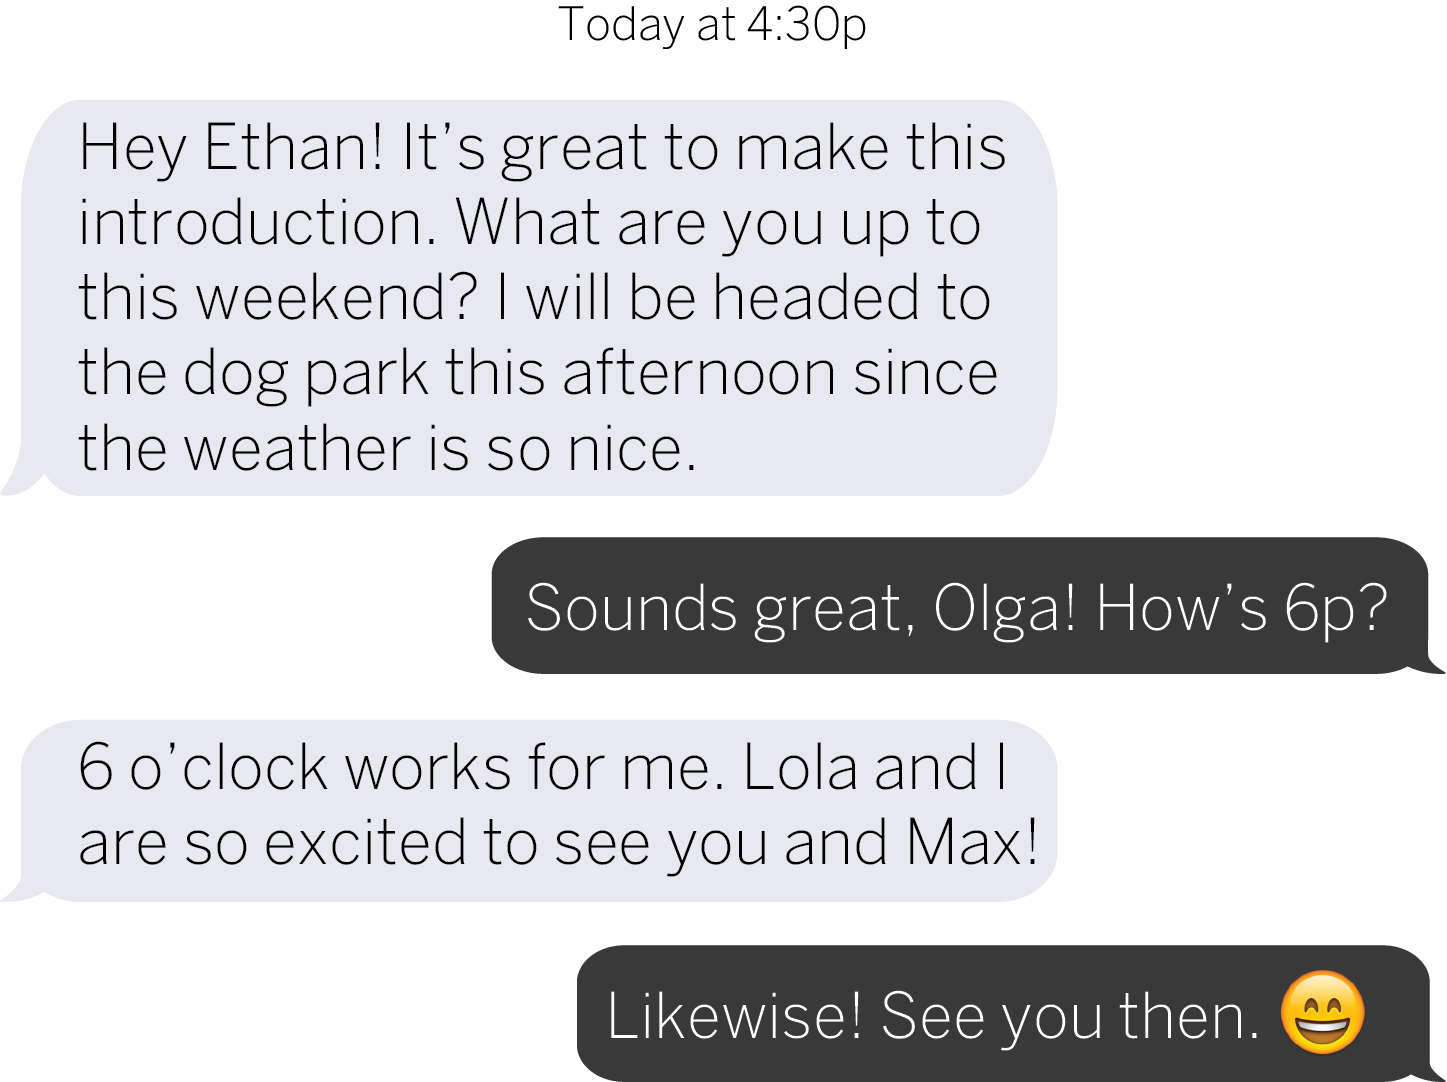 Today at 4:30p
Hey Ethan! It’s great to make this
introduction. What are you up to
this weekend? I will be headed to
the dog park this afternoon since
the weather is so nice.
Sounds great, Olga! How’s 6p?
6 o’clock works for me. Lola and I
are so excited to see you and Max!
Likewise! See you then. 😄